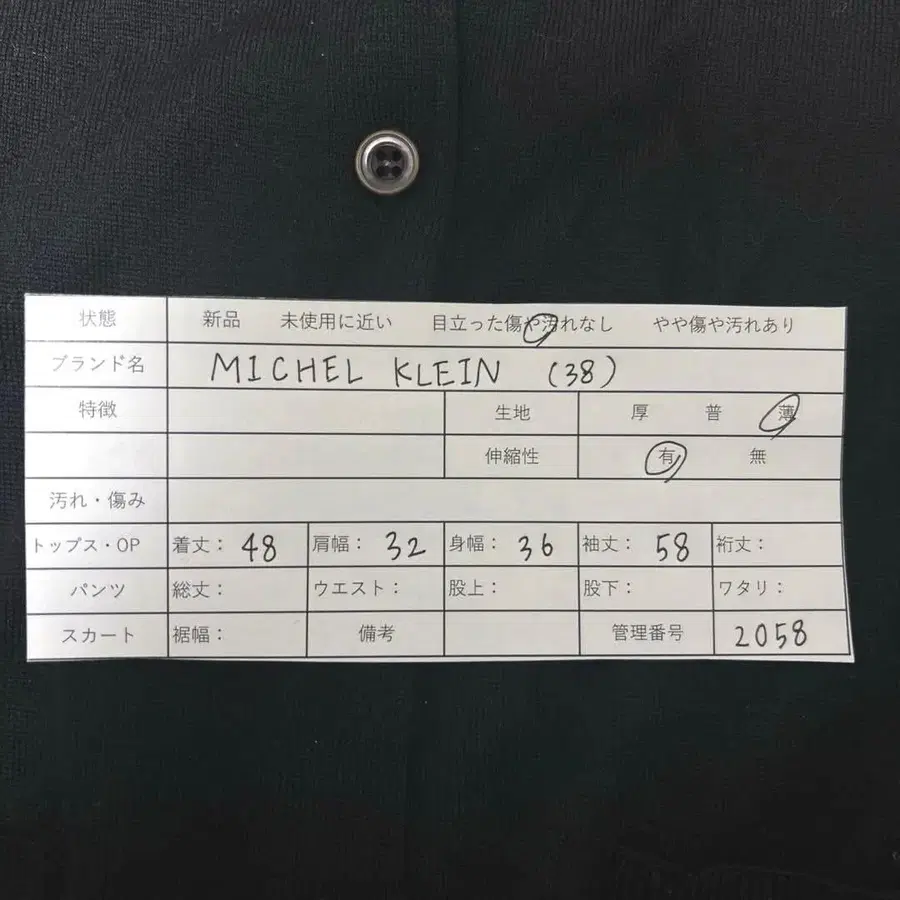 状態 新品 未使用に近い 目立った傷や汚れなし やや傷や汚れあり
ブランド名 MICHEL KLEIN (38)
特徴 生地 厚 普 薄
伸縮性 有 無
汚れ・傷み
トップス・OP 着丈: 48 肩幅: 32 身幅: 36 袖丈: 58 裄丈:
パンツ 総丈: ウエスト: 股上: 股下: ワタリ:
スカート 裾幅: 備考 管理番号 2058